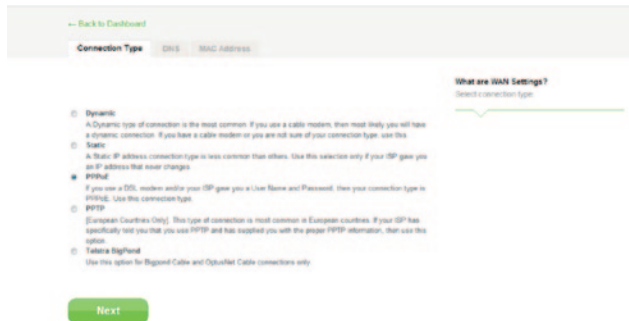 ← Back to Dashboard
Connection Type DNS MAC Address
What are WAN Settings?
Select connection type
Dynamic
A Dynamic type of connection is the most common. If you use a cable modem, then most likely you will have
a dynamic connection. If you have a cable modem or you are not sure of your connection type, use this
Static
A Static IP address connection type is less common than others. Use this selection only if your ISP gave you
an IP address that never changes
PPPoE
If you use a DSL modem and/or your ISP gave you a User Name and Password, then your connection type is
PPPoE. Use this connection type.
PPTP
[European Countries Only]. This type of connection is most common in European countries. If your ISP has
specifically told you that you use PPTP and has supplied you with the proper PPTP information, then use this
option
Telstra BigPond
Use this option for Bigpond Cable and OptusNet Cable connections only
Next